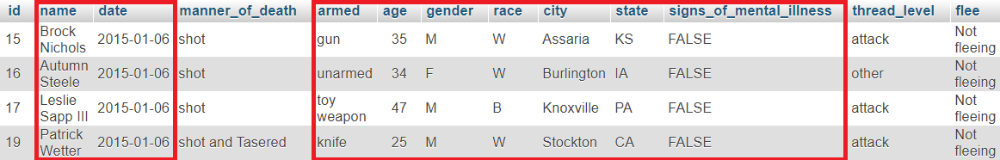 id name date manner_of_death armed age gender race city state signs_of_mental_illness thread_level flee
15 Brock Nichols 2015-01-06 shot gun 35 M W Assaria KS FALSE attack Not fleeing
16 Autumn Steele 2015-01-06 shot unarmed 34 F W Burlington IA FALSE other Not fleeing
17 Leslie Sapp III 2015-01-06 shot toy weapon 47 M B Knoxville PA FALSE attack Not fleeing
19 Patrick Wetter 2015-01-06 shot and Tasered knife 25 M W Stockton CA FALSE attack Not fleeing